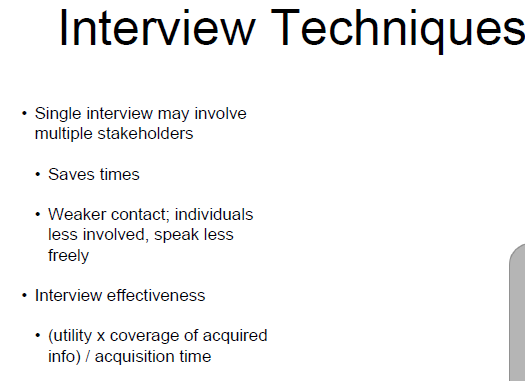 Interview Techniques
• Single interview may involve
multiple stakeholders
• Saves times
• Weaker contact; individuals
less involved, speak less
freely
• Interview effectiveness
• (utility x coverage of acquired
info) / acquisition time